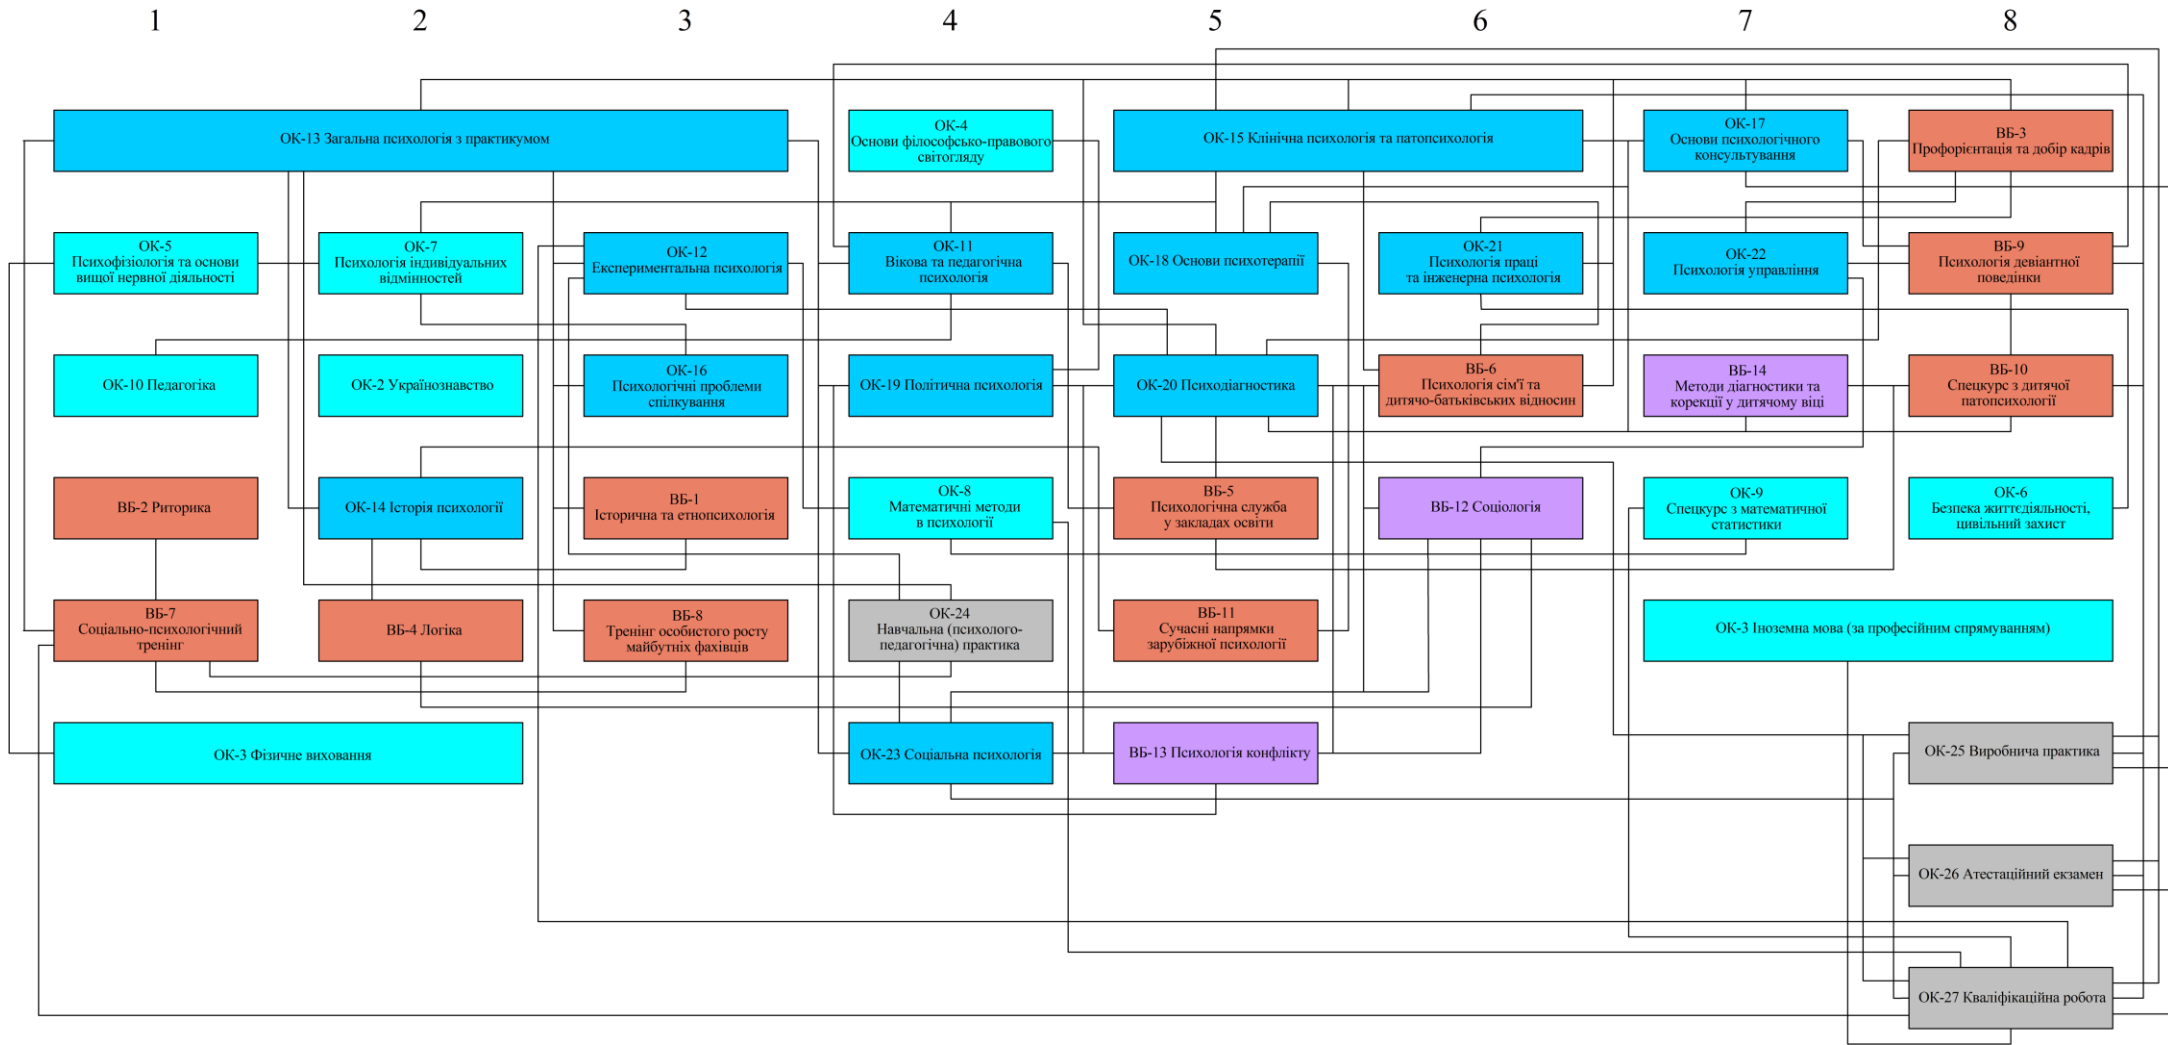 1 2 3 4 5 6 7 8
ОК-13 Загальна психологія з практикумом
ОК-4
Основи філософсько-правового
світогляду
ОК-15 Клінічна психологія та патопсихологія
ОК-17
Основи психологічного
консультування
ВБ-3
Профорієнтація та добір кадрів
ОК-5
Психофізіологія та основи
вищої нервної діяльності
ОК-7
Психологія індивідуальних
відмінностей
ОК-12
Експериментальна психологія
ОК-11
Вікова та педагогічна
психологія
ОК-18 Основи психотерапії
ОК-21
Психологія праці
та інженерна психологія
ОК-22
Психологія управління
ВБ-9
Психологія девіантної
поведінки
ОК-10 Педагогіка
ОК-2 Українознавство
ОК-16
Психологічні проблеми
спілкування
ОК-19 Політична психологія
ОК-20 Психодіагностика
ВБ-6
Психологія сім'ї та
дитячо-батьківських відносин
ВБ-14
Методи діагностики та
корекції у дитячому віці
ВБ-10
Спецкурс з дитячої
патопсихології
ВБ-2 Риторика
ОК-14 Історія психології
ВБ-1
Історична та етнопсихологія
ОК-8
Математичні методи
в психології
ВБ-5
Психологічна служба
у закладах освіти
ВБ-12 Соціологія
ОК-9
Спецкурс з математичної
статистики
ОК-6
Безпека життєдіяльності,
цивільний захист
ВБ-7
Соціально-психологічний
тренінг
ВБ-4 Логіка
ВБ-8
Тренінг особистого росту
майбутніх фахівців
ОК-24
Навчальна (психолого-
педагогічна) практика
ВБ-11
Сучасні напрямки
зарубіжної психології
ОК-3 Іноземна мова (за професійним спрямуванням)
ОК-3 Фізичне виховання
ОК-23 Соціальна психологія
ВБ-13 Психологія конфлікту
ОК-25 Виробнича практика
ОК-26 Атестаційний екзамен
ОК-27 Кваліфікаційна робота